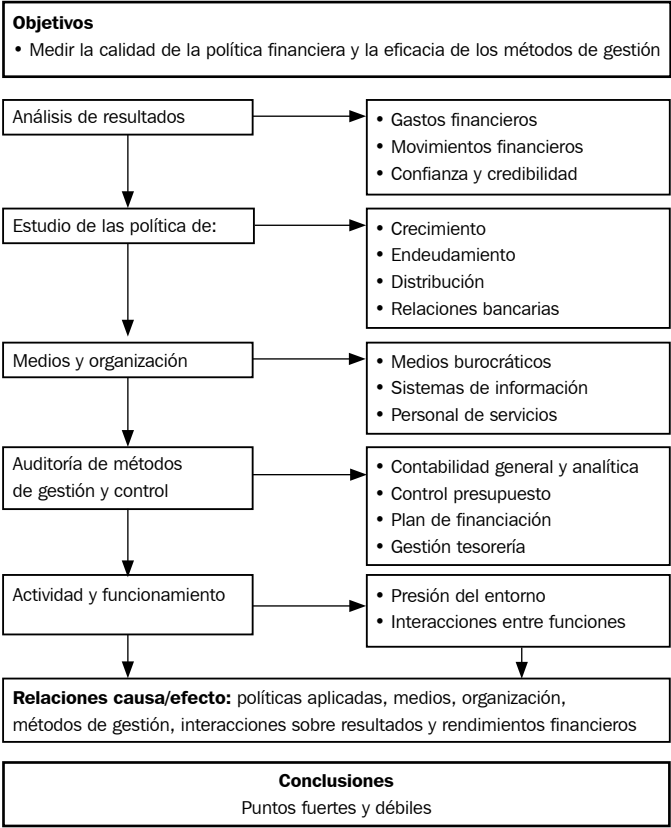 Objetivos
• Medir la calidad de la política financiera y la eficacia de los métodos de gestión
Análisis de resultados
• Gastos financieros
• Movimientos financieros
• Confianza y credibilidad
Estudio de las política de:
• Crecimiento
• Endeudamiento
• Distribución
• Relaciones bancarias
Medios y organización
• Medios burocráticos
• Sistemas de información
• Personal de servicios
Auditoría de métodos
de gestión y control
• Contabilidad general y analítica
• Control presupuesto
• Plan de financiación
• Gestión tesorería
Actividad y funcionamiento
• Presión del entorno
• Interacciones entre funciones
Relaciones causa/efecto: políticas aplicadas, medios, organización,
métodos de gestión, interacciones sobre resultados y rendimientos financieros
Conclusiones
Puntos fuertes y débiles